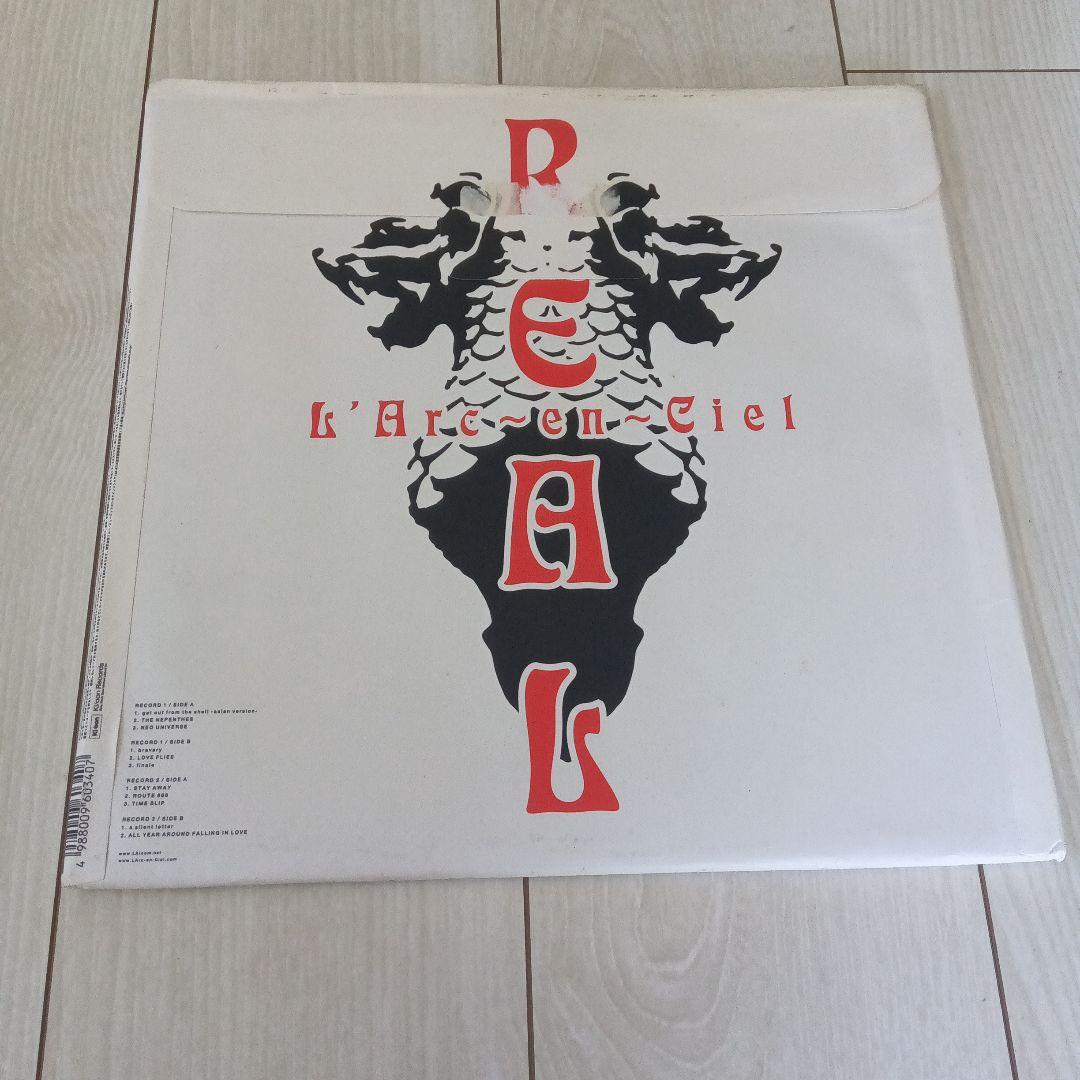 R
E
L'Arc~en~Ciel
A
L
RECORD 1 / SIDE A
1. get out from the shell -asian version-
2. THE NEPENTHES
3. NEO UNIVERSE
RECORD 1 / SIDE B
1. bravery
2. LOVE FLIES
3. finale
RECORD 2 / SIDE A
1. STAY AWAY
2. ROUTE 666
3. TIME SLIP
RECORD 2 / SIDE B
1. a silent letter
2. ALL YEAR AROUND FALLING IN LOVE
www.LArc-en-Ciel.com
4 988009 603407
Ki/oon Records